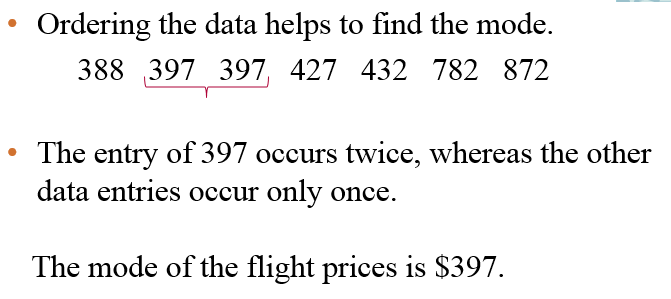 • Ordering the data helps to find the mode.
388 397 397 427 432 782 872
• The entry of 397 occurs twice, whereas the other
data entries occur only once.
The mode of the flight prices is $397.